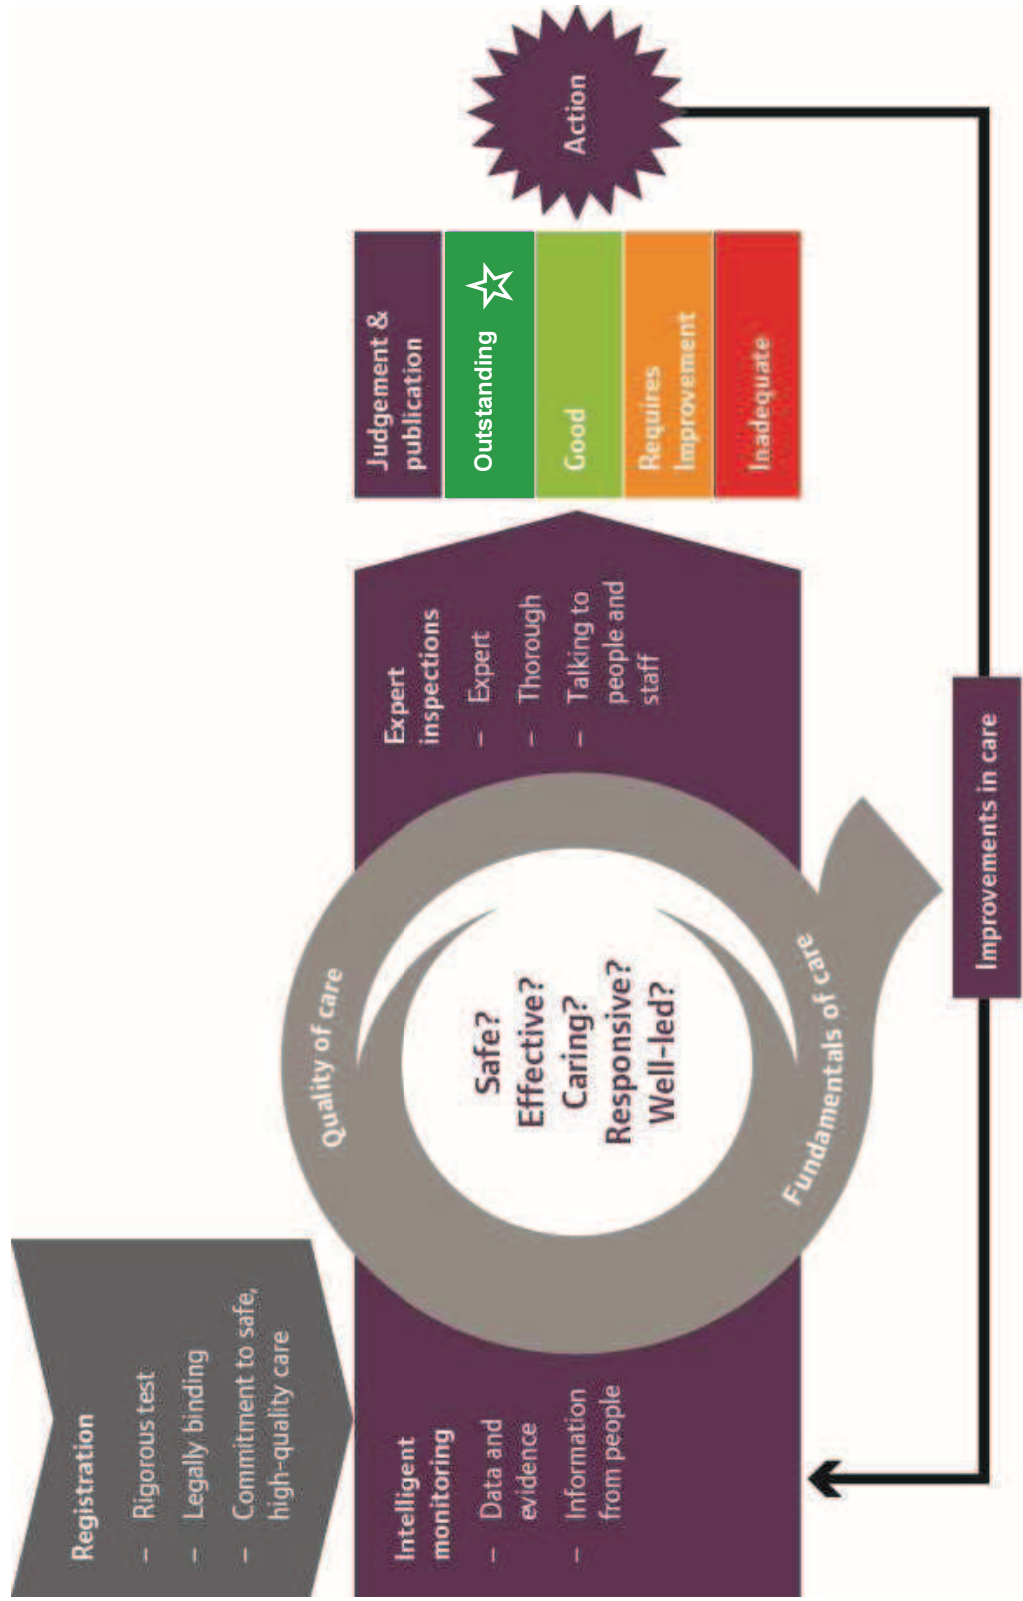 Registration
– Rigorous test
– Legally binding
– Commitment to safe,
high-quality care
Intelligent
monitoring
– Data and
evidence
– Information
from people
Quality of care
Safe?
Effective?
Caring?
Responsive?
Well-led?
Fundamentals of care
Expert
inspections
– Expert
– Thorough
– Talking to
people and
staff
Judgement &
publication
Outstanding
Good
Requires
Improvement
Inadequate
Action
Improvements in care